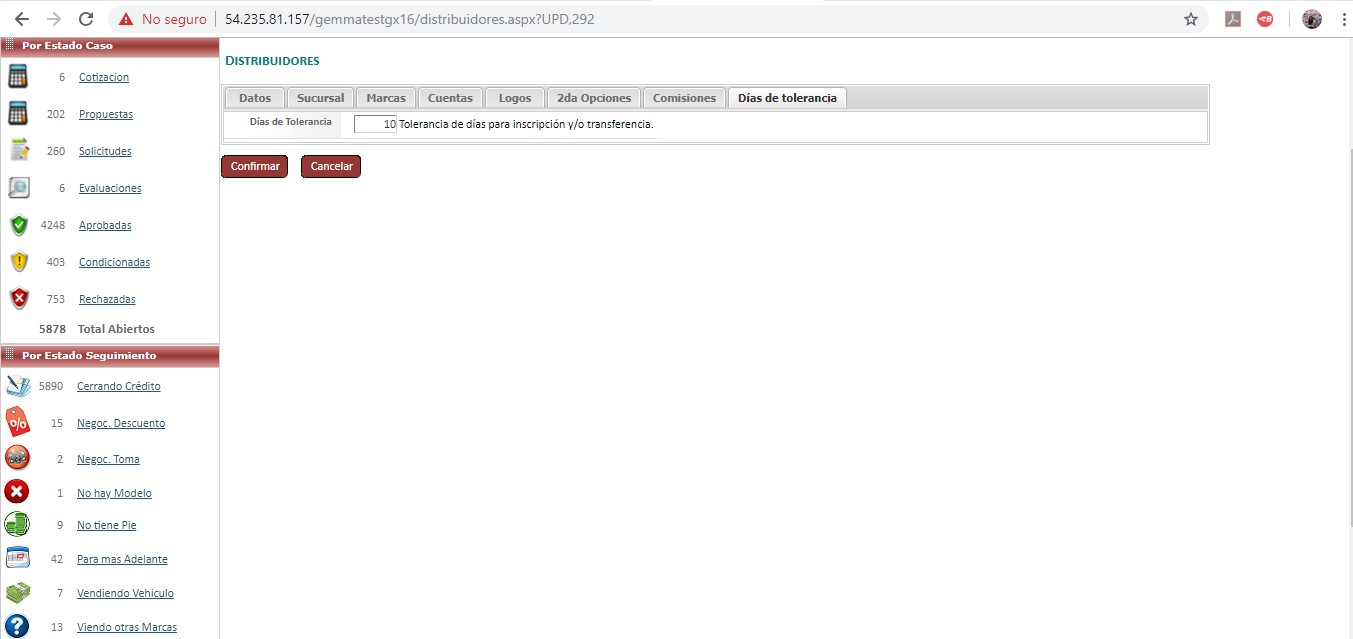 No seguro
54.235.81.157/gemmatestgx16/distribuidores.aspx?UPD,292
Por Estado Caso
6 Cotizacion
202 Propuestas
260 Solicitudes
6 Evaluaciones
4248 Aprobadas
403 Condicionadas
753 Rechazadas
5878 Total Abiertos
Por Estado Seguimiento
5890 Cerrando Crédito
15 Negoc. Descuento
2 Negoc. Toma
1 No hay Modelo
9 No tiene Pie
42 Para mas Adelante
7 Vendiendo Vehiculo
13 Viendo otras Marcas
DISTRIBUIDORES
Datos Sucursal Marcas Cuentas Logos 2da Opciones Comisiones Días de tolerancia
Días de Tolerancia 10 Tolerancia de días para inscripción y/o transferencia.
Confirmar Cancelar